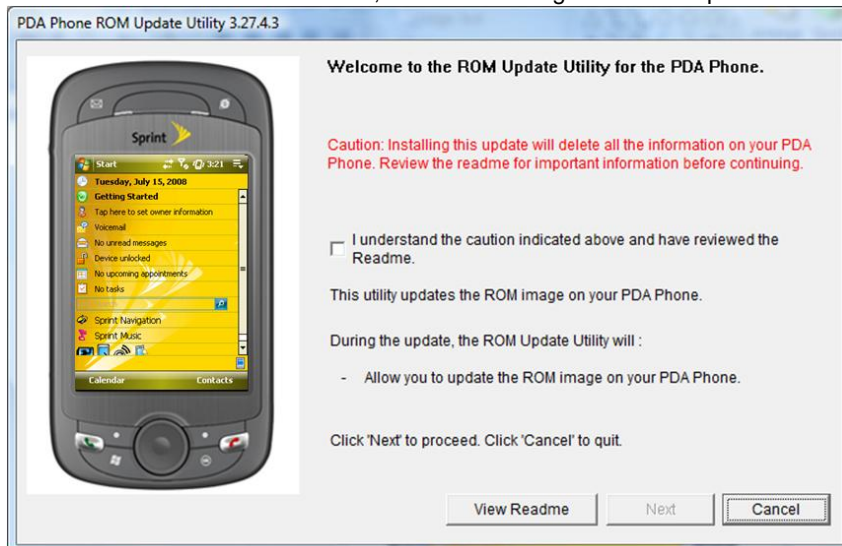 PDA Phone ROM Update Utility 3.27.4.3
Welcome to the ROM Update Utility for the PDA Phone.
Sprint
Start 3:21
Tuesday, July 15, 2008
Getting Started
Tap here to set owner information
Voicemail
No unread messages
Device unlocked
No upcoming appointments
No tasks
Sprint Navigation
Sprint Music
Calendar Contacts
Caution: Installing this update will delete all the information on your PDA
Phone. Review the readme for important information before continuing.
I understand the caution indicated above and have reviewed the
Readme.
This utility updates the ROM image on your PDA Phone.
During the update, the ROM Update Utility will :
- Allow you to update the ROM image on your PDA Phone.
Click 'Next' to proceed. Click 'Cancel' to quit.
View Readme Next Cancel